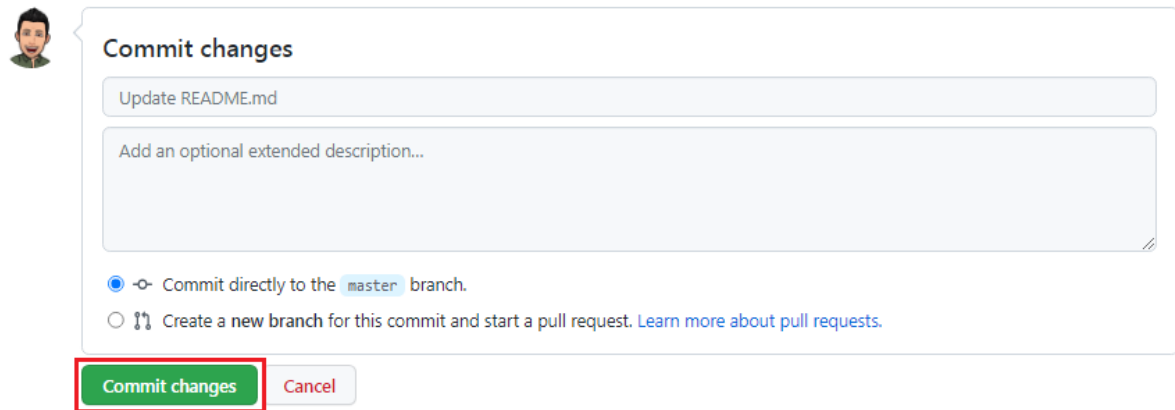 Commit changes
Update README.md
Add an optional extended description...
Commit directly to the master branch.
Create a new branch for this commit and start a pull request. Learn more about pull requests.
Commit changes Cancel